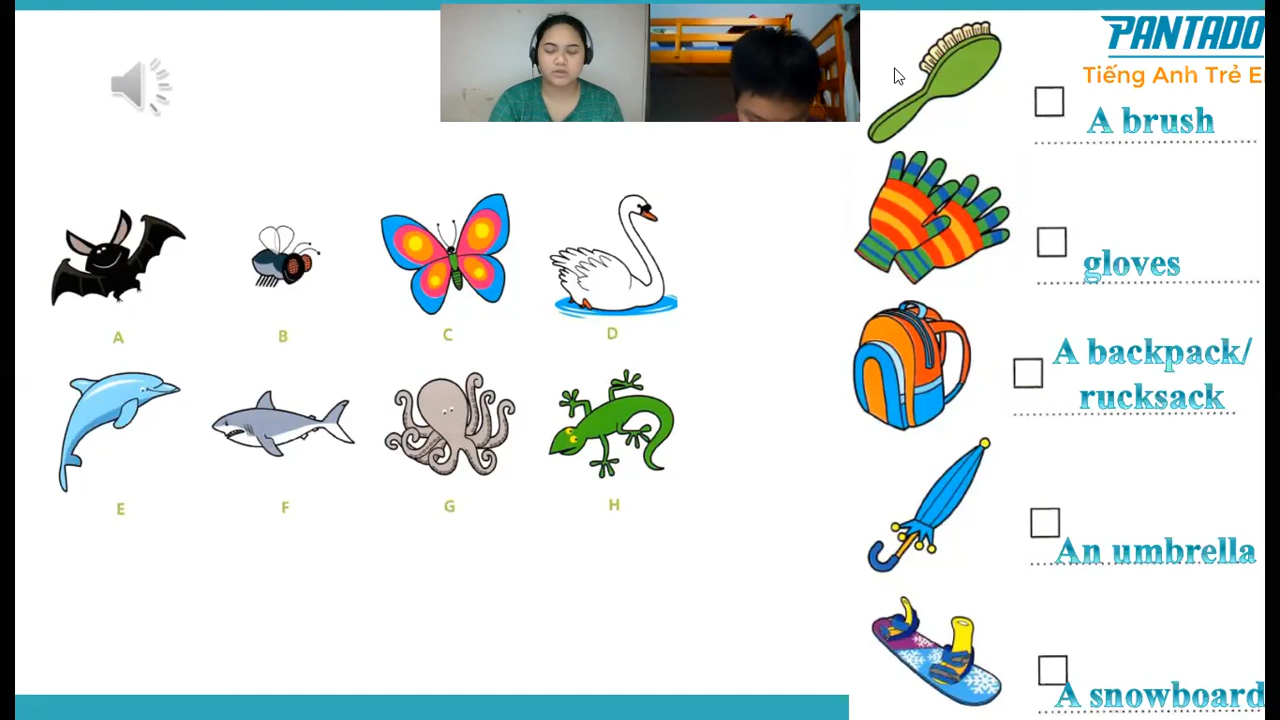 PANTADO
Tiếng Anh Trẻ E
A brush
gloves
A backpack/
rucksack
An umbrella
A snowboard
A
B
C
D
E
F
G
H